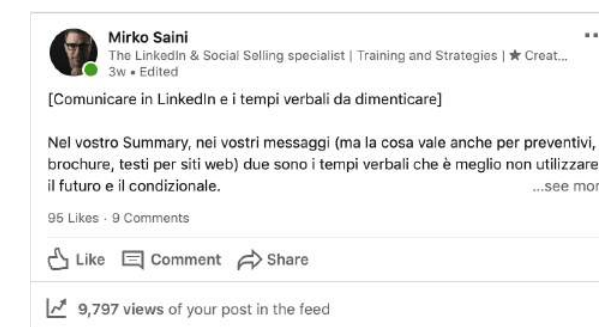 Mirko Saini
The LinkedIn & Social Selling specialist | Training and Strategies | ★ Creat...
3w • Edited
[Comunicare in LinkedIn e i tempi verbali da dimenticare]
Nel vostro Summary, nei vostri messaggi (ma la cosa vale anche per preventivi,
brochure, testi per siti web) due sono i tempi verbali che è meglio non utilizzare
il futuro e il condizionale.
...see mor
95 Likes · 9 Comments
Like Comment Share
9,797 views of your post in the feed